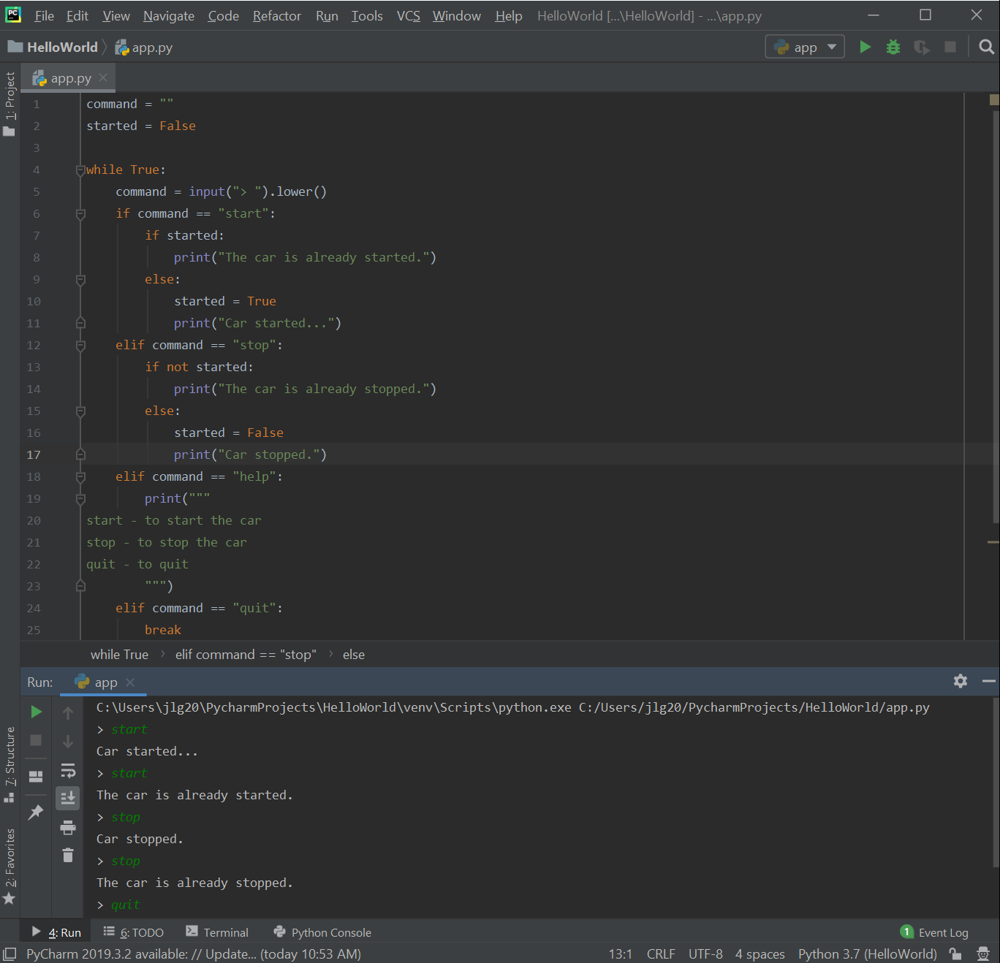 PC File Edit View Navigate Code Refactor Run Tools VCS Window Help HelloWorld [...\HelloWorld] - ...\app.py
HelloWorld app.py app
1: Project
app.py
1 command = ""
2 started = False
3
4 while True:
5     command = input("> ").lower()
6     if command == "start":
7         if started:
8             print("The car is already started.")
9         else:
10             started = True
11             print("Car started...")
12     elif command == "stop":
13         if not started:
14             print("The car is already stopped.")
15         else:
16             started = False
17             print("Car stopped.")
18     elif command == "help":
19         print("""
20 start - to start the car
21 stop - to stop the car
22 quit - to quit
23         """)
24     elif command == "quit":
25         break
while True › elif command == "stop" › else
Run: app
C:\Users\jlg20\PycharmProjects\HelloWorld\venv\Scripts\python.exe C:/Users/jlg20/PycharmProjects/HelloWorld/app.py
> start
Car started...
> start
The car is already started.
> stop
Car stopped.
> stop
The car is already stopped.
> quit
7: Structure
2: Favorites
4: Run 6: TODO Terminal Python Console 1 Event Log
PyCharm 2019.3.2 available: // Update... (today 10:53 AM) 13:1 CRLF UTF-8 4 spaces Python 3.7 (HelloWorld)